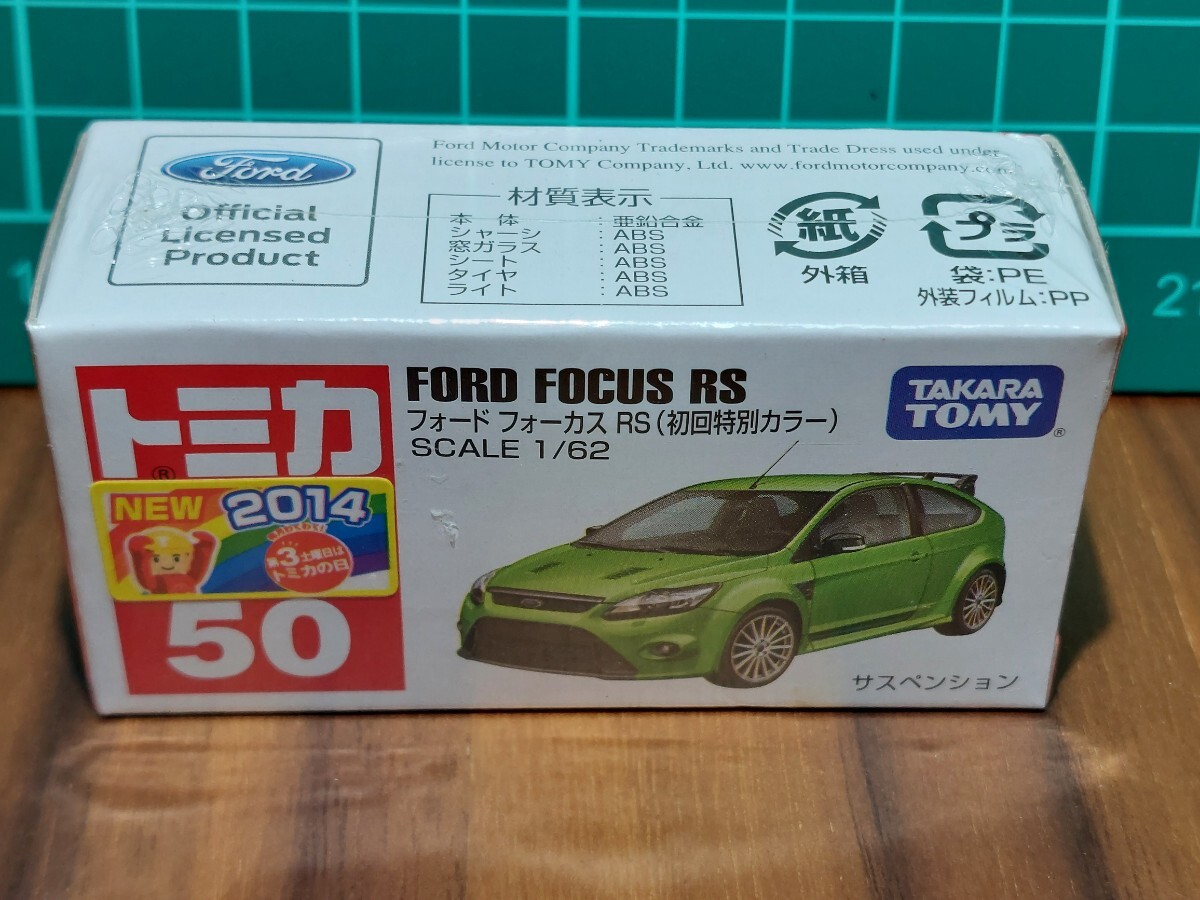 Ford
Official
Licensed
Product
Ford Motor Company Trademarks and Trade Dress used under
license to TOMY Company, Ltd. www.fordmotorcompany.com
材質表示
本 体 : 亜鉛合金
シャーシ : ABS
窓ガラス : ABS
シート : ABS
タイヤ : ABS
ライト : ABS
紙
外箱
プラ
袋:PE
外装フィルム:PP
トミカ
®
NEW 2014
第3土曜日は
トミカの日
50
FORD FOCUS RS
フォード フォーカス RS(初回特別カラー)
SCALE 1/62
TAKARA
TOMY
®
サスペンション
1
2